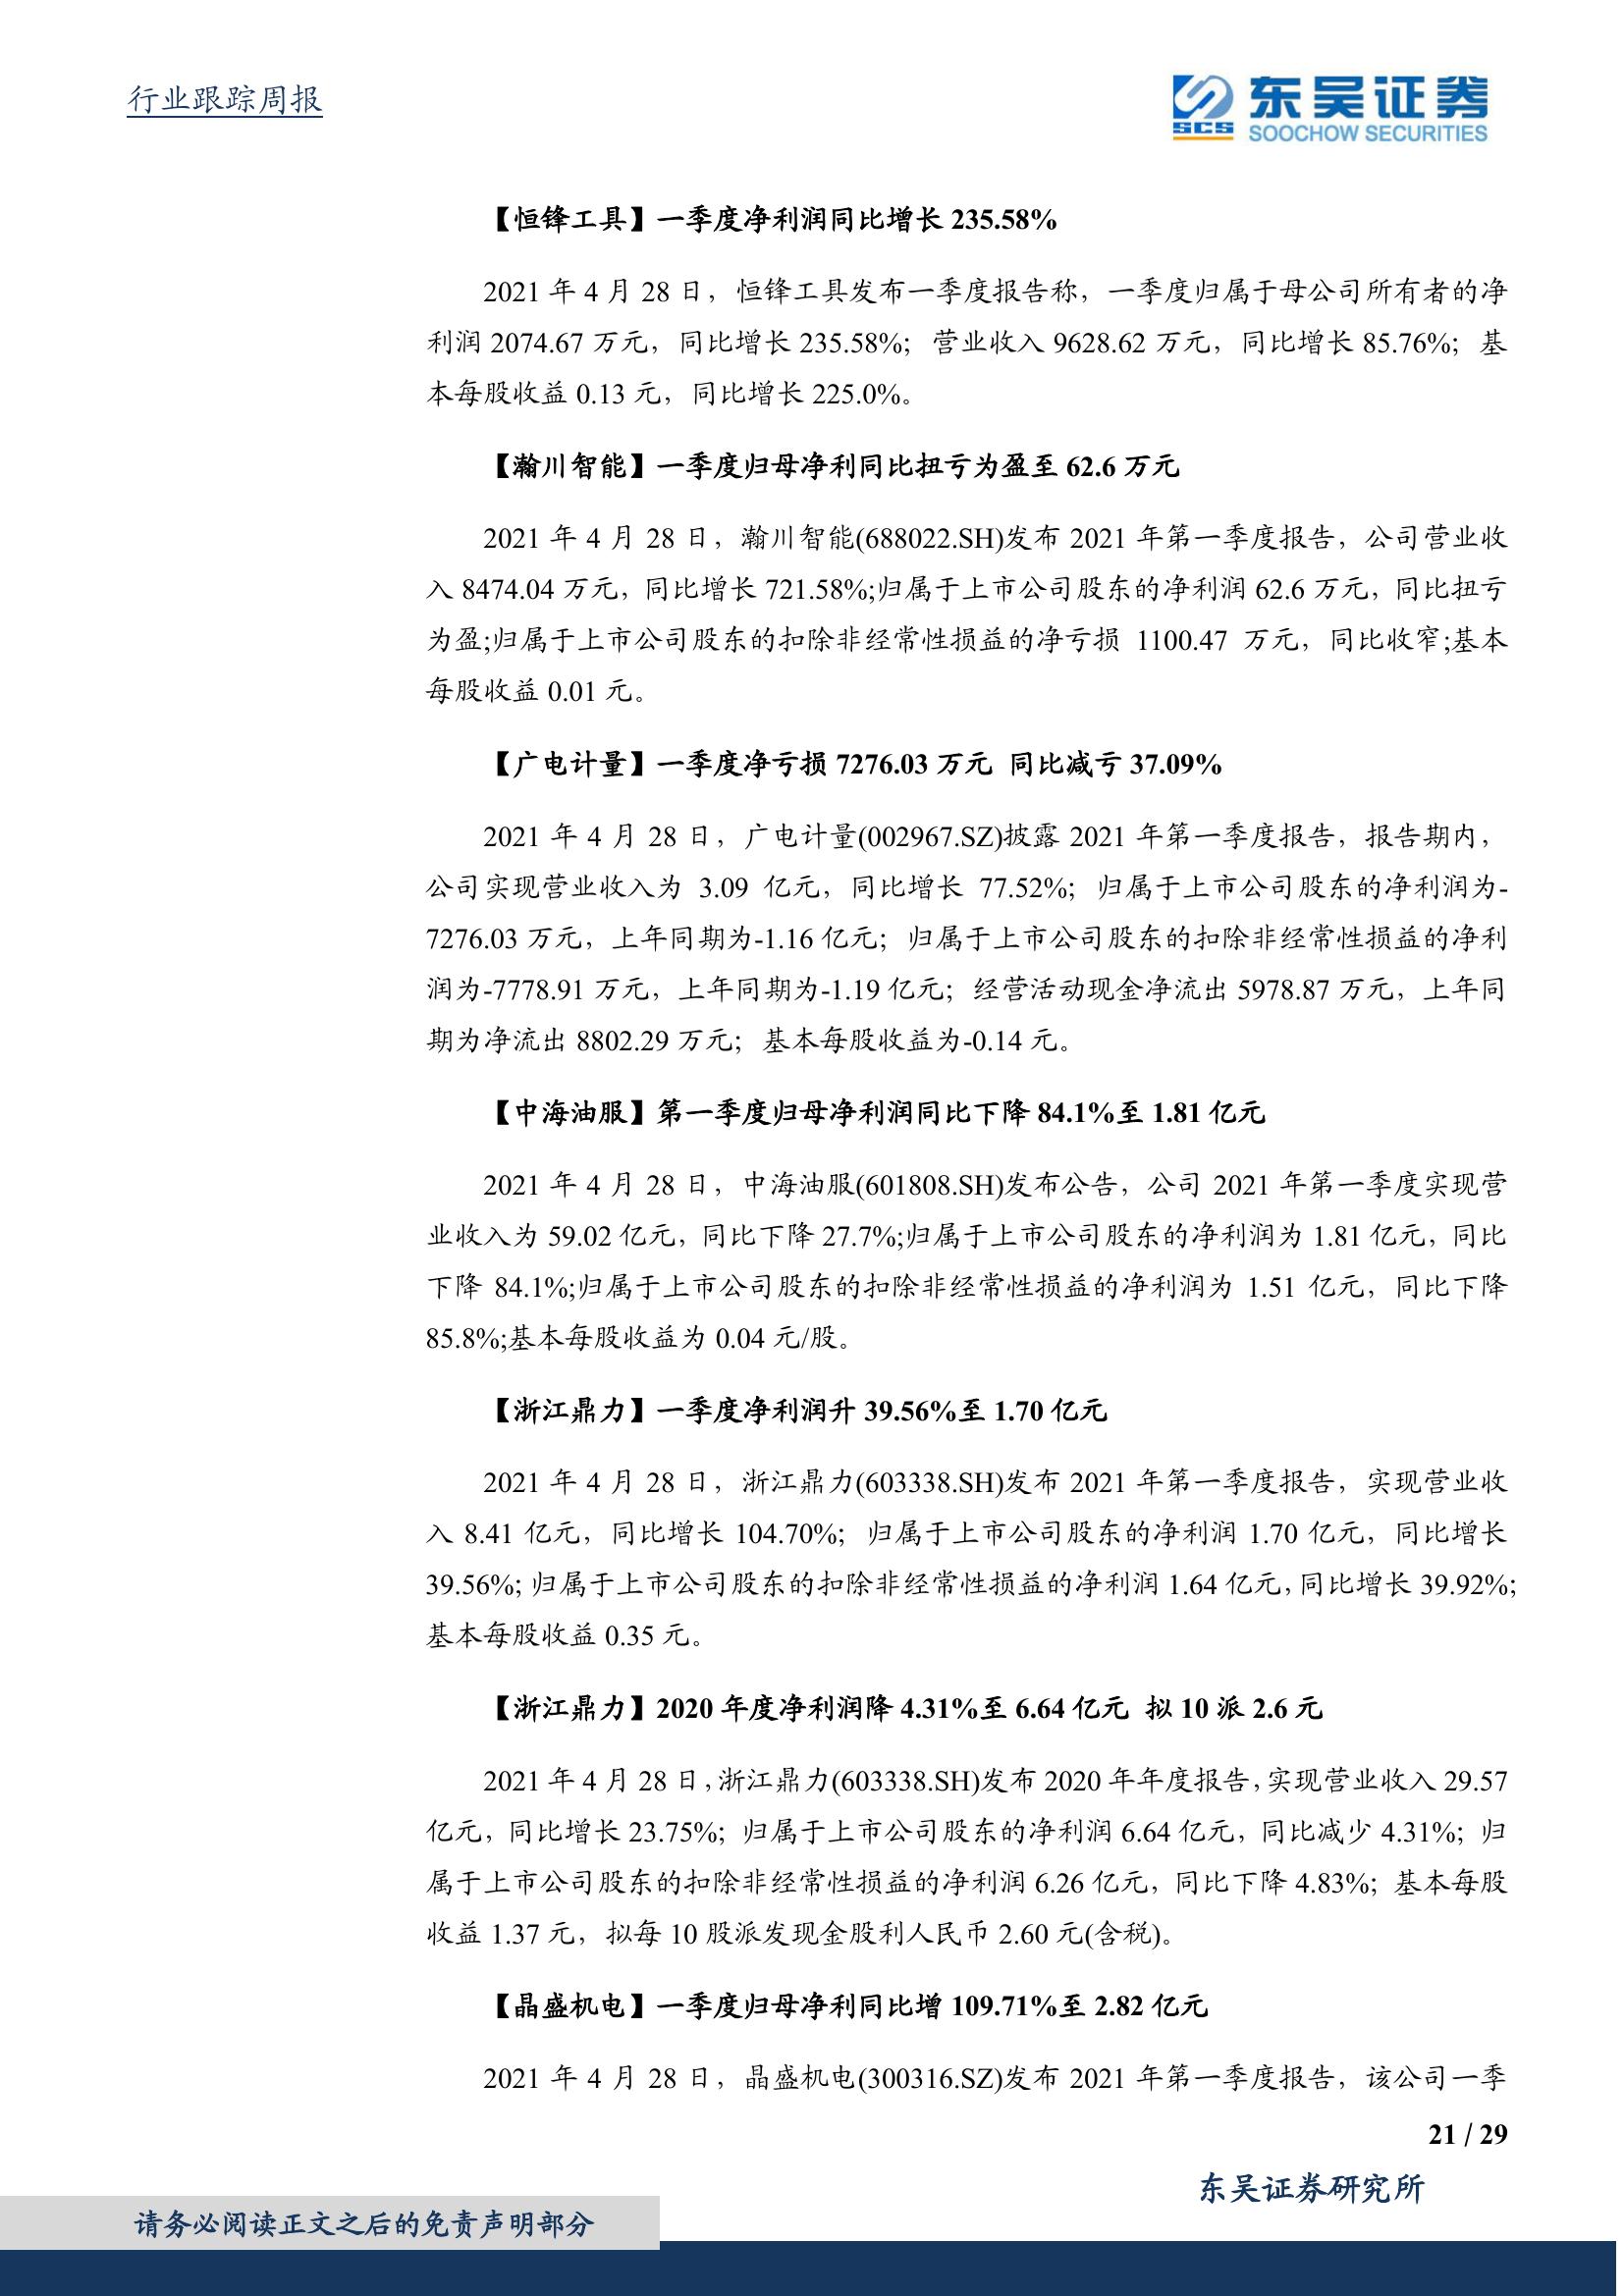 行业跟踪周报
SCS
东吴证券
SOOCHOW SECURITIES
【恒锋工具】一季度净利润同比增长 235.58%
2021 年 4 月 28 日，恒锋工具发布一季度报告称，一季度归属于母公司所有者的净
利润 2074.67 万元，同比增长 235.58%；营业收入 9628.62 万元，同比增长 85.76%；基
本每股收益 0.13 元，同比增长 225.0%。
【瀚川智能】一季度归母净利同比扭亏为盈至 62.6 万元
2021 年 4 月 28 日，瀚川智能(688022.SH)发布 2021 年第一季度报告，公司营业收
入 8474.04 万元，同比增长 721.58%;归属于上市公司股东的净利润 62.6 万元，同比扭亏
为盈;归属于上市公司股东的扣除非经常性损益的净亏损 1100.47 万元，同比收窄;基本
每股收益 0.01 元。
【广电计量】一季度净亏损 7276.03 万元 同比减亏 37.09%
2021 年 4 月 28 日，广电计量(002967.SZ)披露 2021 年第一季度报告，报告期内，
公司实现营业收入为 3.09 亿元，同比增长 77.52%；归属于上市公司股东的净利润为-
7276.03 万元，上年同期为-1.16 亿元；归属于上市公司股东的扣除非经常性损益的净利
润为-7778.91 万元，上年同期为-1.19 亿元；经营活动现金净流出 5978.87 万元，上年同
期为净流出 8802.29 万元；基本每股收益为-0.14 元。
【中海油服】第一季度归母净利润同比下降 84.1%至 1.81 亿元
2021 年 4 月 28 日，中海油服(601808.SH)发布公告，公司 2021 年第一季度实现营
业收入为 59.02 亿元，同比下降 27.7%;归属于上市公司股东的净利润为 1.81 亿元，同比
下降 84.1%;归属于上市公司股东的扣除非经常性损益的净利润为 1.51 亿元，同比下降
85.8%;基本每股收益为 0.04 元/股。
【浙江鼎力】一季度净利润升 39.56%至 1.70 亿元
2021 年 4 月 28 日，浙江鼎力(603338.SH)发布 2021 年第一季度报告，实现营业收
入 8.41 亿元，同比增长 104.70%；归属于上市公司股东的净利润 1.70 亿元，同比增长
39.56%；归属于上市公司股东的扣除非经常性损益的净利润 1.64 亿元，同比增长 39.92%；
基本每股收益 0.35 元。
【浙江鼎力】2020 年度净利润降 4.31%至 6.64 亿元 拟 10 派 2.6 元
2021 年 4 月 28 日，浙江鼎力(603338.SH)发布 2020 年年度报告，实现营业收入 29.57
亿元，同比增长 23.75%；归属于上市公司股东的净利润 6.64 亿元，同比减少 4.31%；归
属于上市公司股东的扣除非经常性损益的净利润 6.26 亿元，同比下降 4.83%；基本每股
收益 1.37 元，拟每 10 股派发现金股利人民币 2.60 元(含税)。
【晶盛机电】一季度归母净利同比增 109.71%至 2.82 亿元
2021 年 4 月 28 日，晶盛机电(300316.SZ)发布 2021 年第一季度报告，该公司一季
21 / 29
东吴证券研究所
请务必阅读正文之后的免责声明部分